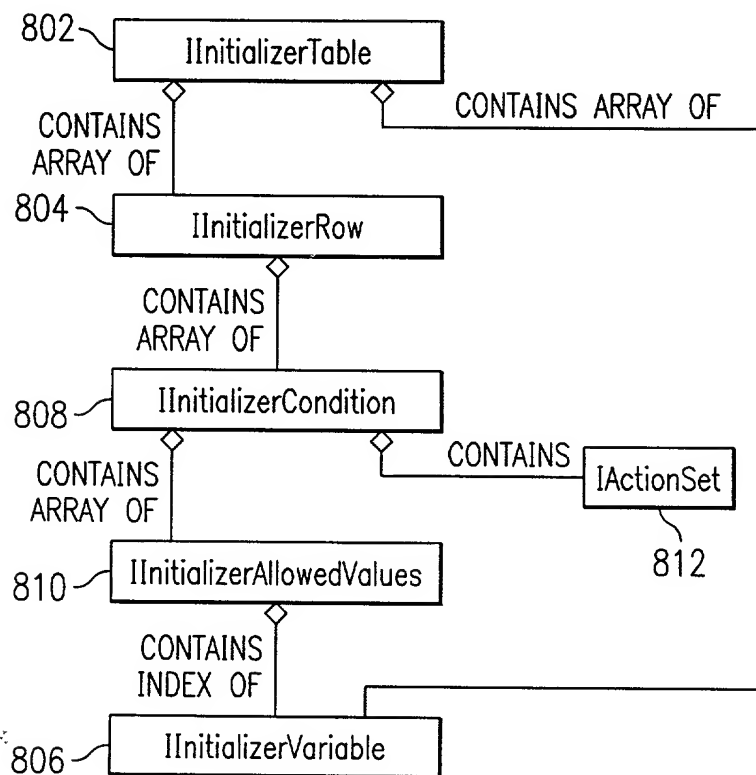 802
IInitializerTable
CONTAINS
ARRAY OF
CONTAINS ARRAY OF
804
IInitializerRow
CONTAINS
ARRAY OF
808
IInitializerCondition
CONTAINS
ARRAY OF
CONTAINS
IActionSet
812
810
IInitializerAllowedValues
CONTAINS
INDEX OF
806
IInitializerVariable